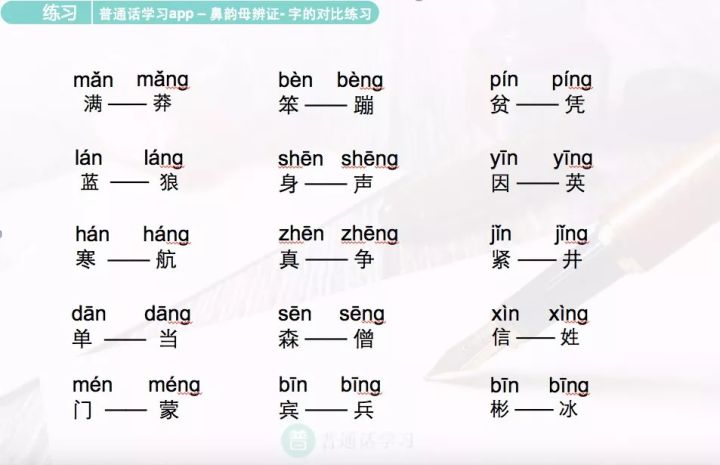 练习 普通话学习app – 鼻韵母辨证- 字的对比练习
mǎn mǎng bèn bèng pín píng
满 —— 莽 笨 —— 蹦 贫 —— 凭
lán láng shēn shēng yīn yīng
蓝 —— 狼 身 —— 声 因 —— 英
hán háng zhēn zhēng jǐn jǐng
寒 —— 航 真 —— 争 紧 —— 井
dān dāng sēn sēng xìn xìng
单 —— 当 森 —— 僧 信 —— 姓
mén méng bīn bīng bīn bīng
门 —— 蒙 宾 —— 兵 彬 —— 冰
普 普通话学习